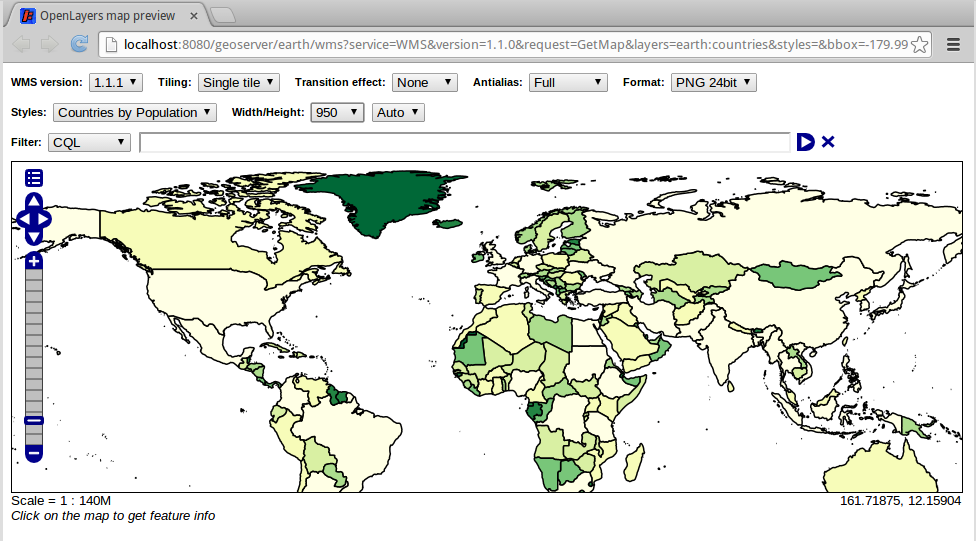 OpenLayers map preview
localhost:8080/geoserver/earth/wms?service=WMS&version=1.1.0&request=GetMap&layers=earth:countries&styles=&bbox=-179.99
WMS version: 1.1.1 Tiling: Single tile Transition effect: None Antialias: Full Format: PNG 24bit
Styles: Countries by Population Width/Height: 950 Auto
Filter: CQL
Scale = 1 : 140M 161.71875, 12.15904
Click on the map to get feature info